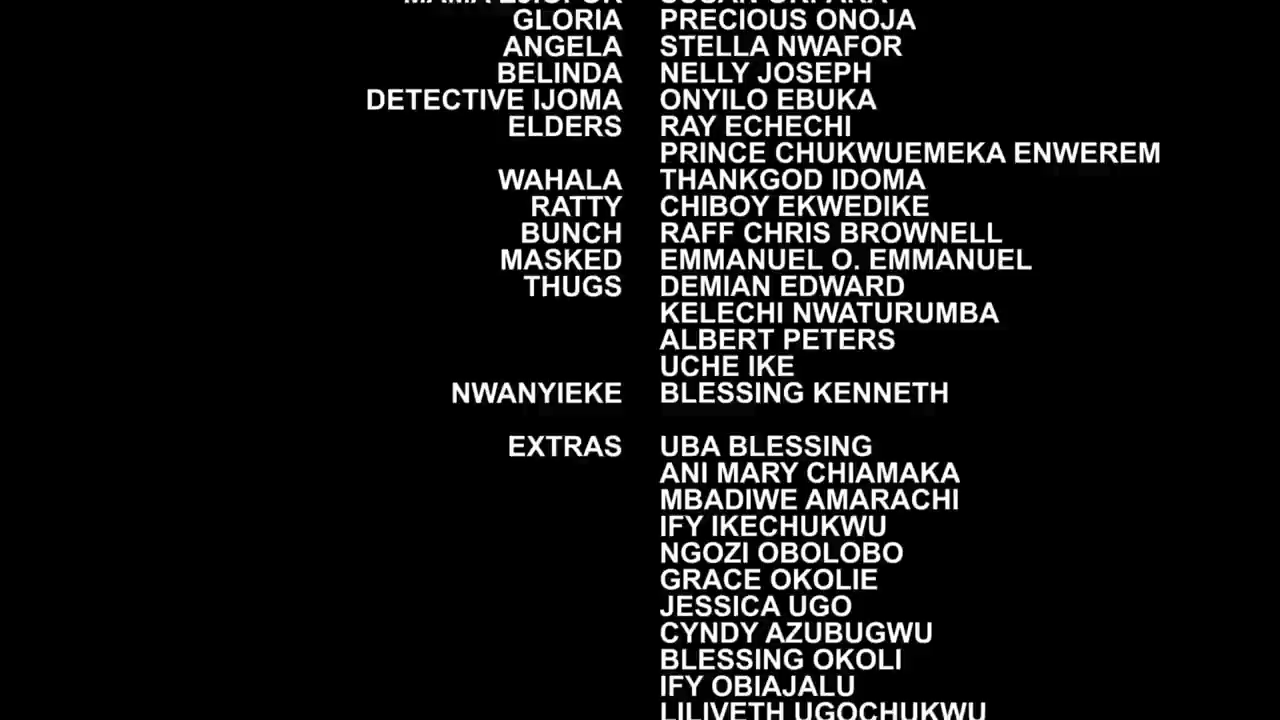 GLORIA PRECIOUS ONOJA
ANGELA STELLA NWAFOR
BELINDA NELLY JOSEPH
DETECTIVE IJOMA ONYILO EBUKA
ELDERS RAY ECHECHI
PRINCE CHUKWUEMEKA ENWEREM
WAHALA THANKGOD IDOMA
RATTY CHIBOY EKWEDIKE
BUNCH RAFF CHRIS BROWNELL
MASKED EMMANUEL O. EMMANUEL
THUGS DEMIAN EDWARD
KELECHI NWATURUMBA
ALBERT PETERS
UCHE IKE
NWANYIEKE BLESSING KENNETH
EXTRAS UBA BLESSING
ANI MARY CHIAMAKA
MBADIWE AMARACHI
IFY IKECHUKWU
NGOZI OBOLOBO
GRACE OKOLIE
JESSICA UGO
CYNDY AZUBUGWU
BLESSING OKOLI
IFY OBIAJALU
LILIVETH UGOCHUKWU